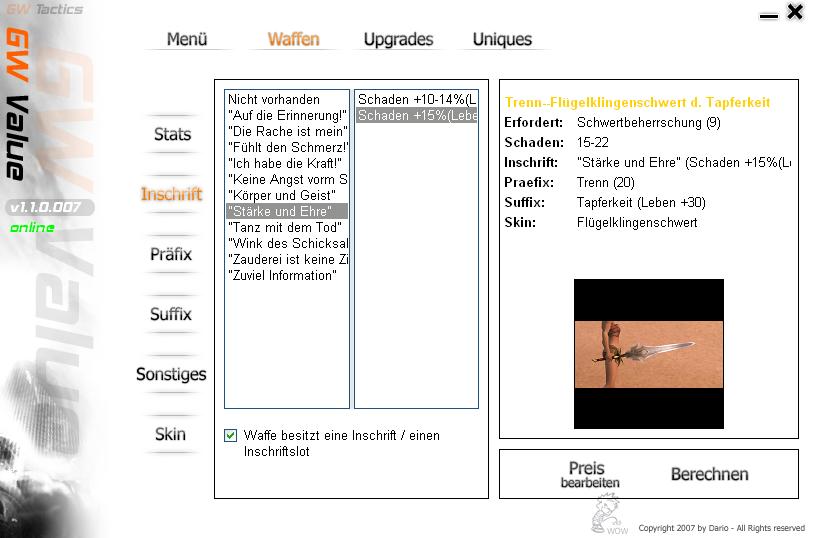 GW Tactics
GW Value
v1.1.0.007
online
Menü
Waffen
Upgrades
Uniques
Stats
Inschrift
Präfix
Suffix
Sonstiges
Skin
Nicht vorhanden
"Auf die Erinnerung!"
"Die Rache ist mein"
"Fühlt den Schmerz!"
"Ich habe die Kraft!"
"Keine Angst vorm S
"Körper und Geist"
"Stärke und Ehre"
"Tanz mit dem Tod"
"Wink des Schicksal
"Zauderei ist keine Zi
"Zuviel Information"
Schaden +10-14%(L
Schaden +15%(Lebe
Waffe besitzt eine Inschrift / einen
Inschriftslot
Trenn--Flügelklingenschwert d. Tapferkeit
Erfordert: Schwertbeherrschung (9)
Schaden: 15-22
Inschrift: "Stärke und Ehre" (Schaden +15%(L
Praefix: Trenn (20)
Suffix: Tapferkeit (Leben +30)
Skin: Flügelklingenschwert
Preis
bearbeiten
Berechnen
WOW
Copyright 2007 by Dario - All Rights reserved
GW Value